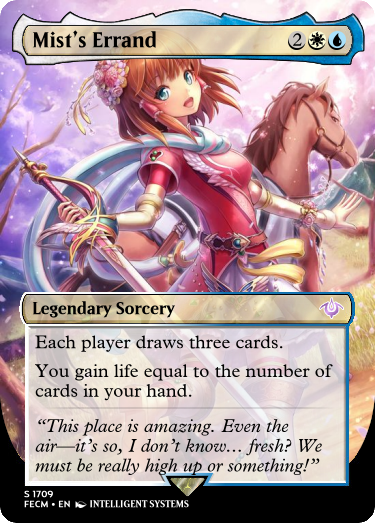 Mist's Errand 2
Legendary Sorcery
Each player draws three cards.
You gain life equal to the number of
cards in your hand.
“This place is amazing. Even the
air—it's so, I don't know… fresh? We
must be really high up or something!”
S 1709
FECM • EN INTELLIGENT SYSTEMS